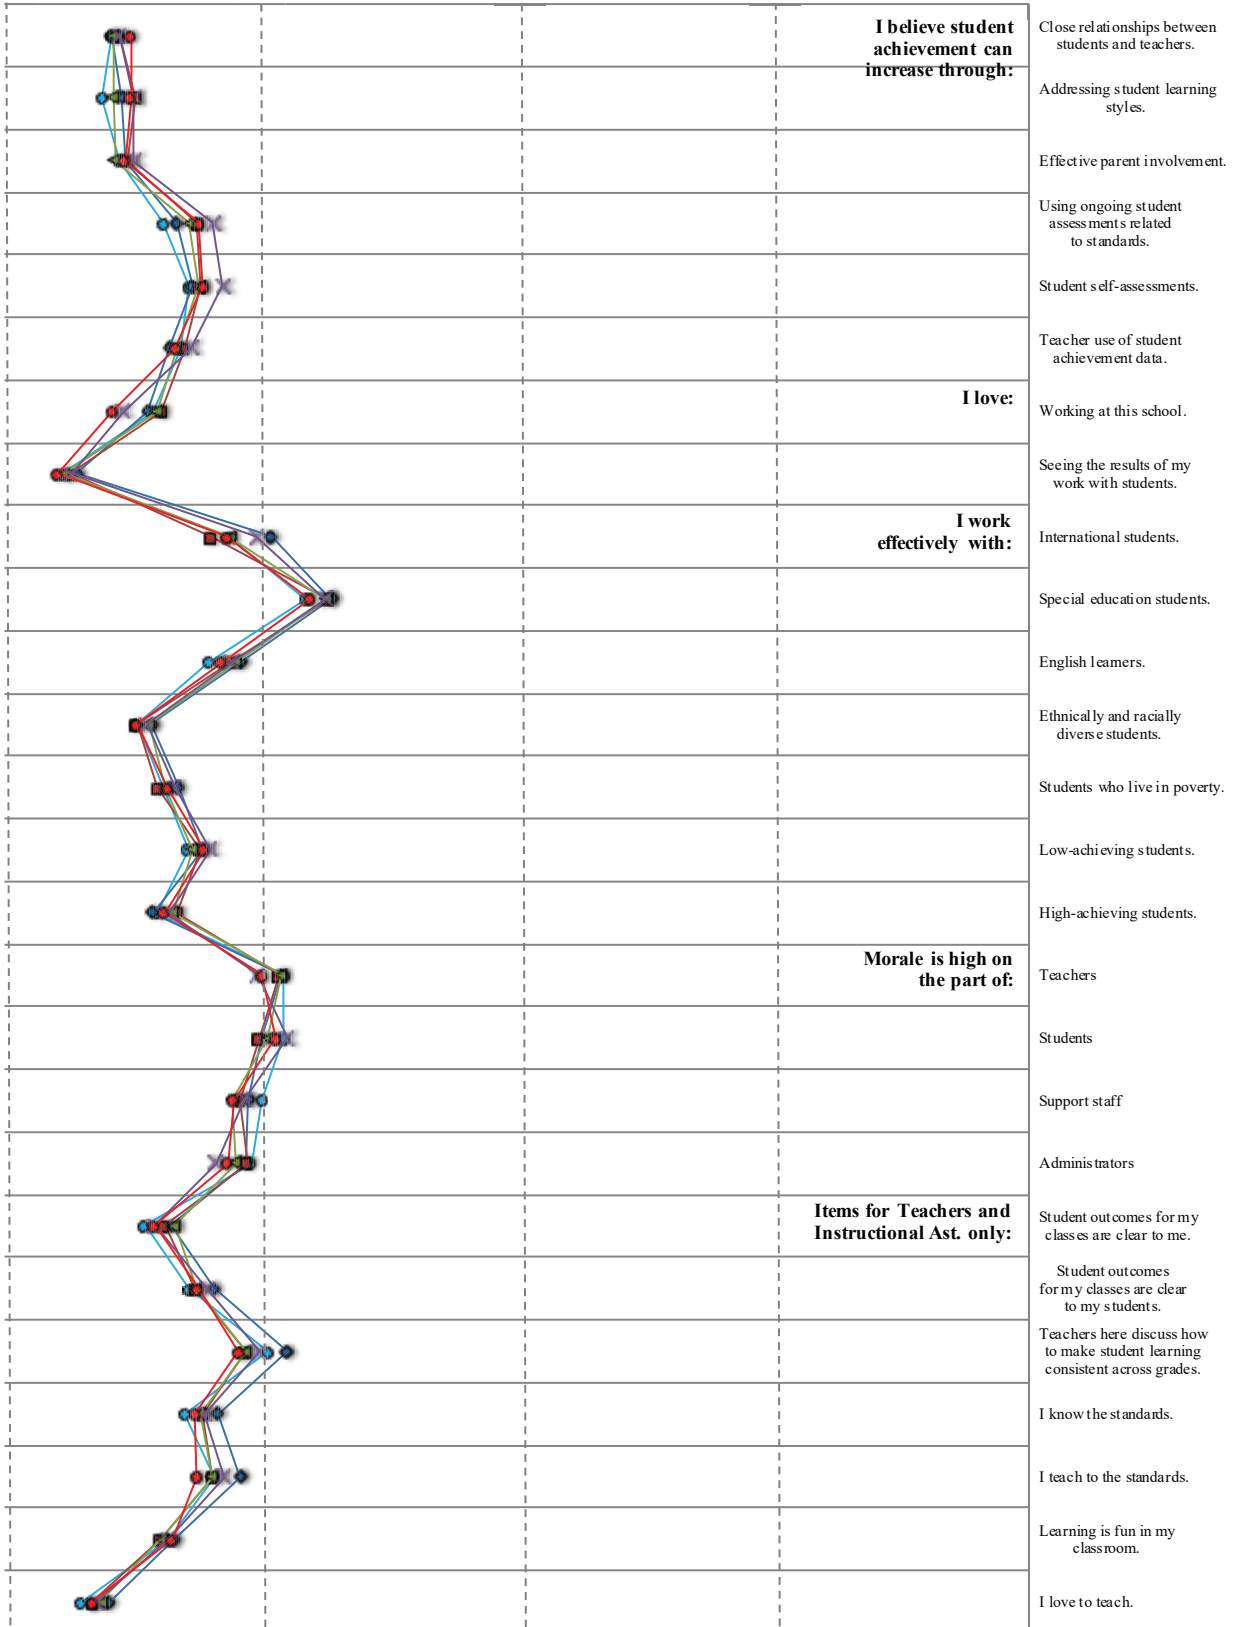 I believe student
achievement can
increase through:
Close relationships between
students and teachers.
Addressing student learning
styles.
Effective parent involvement.
Using ongoing student
assessments related
to standards.
Student self-assessments.
Teacher use of student
achievement data.
I love:
Working at this school.
Seeing the results of my
work with students.
I work
effectively with:
International students.
Special education students.
English learners.
Ethnically and racially
diverse students.
Students who live in poverty.
Low-achieving students.
High-achieving students.
Morale is high on
the part of:
Teachers
Students
Support staff
Administrators
Items for Teachers and
Instructional Ast. only:
Student outcomes for my
classes are clear to me.
Student outcomes
for my classes are clear
to my students.
Teachers here discuss how
to make student learning
consistent across grades.
I know the standards.
I teach to the standards.
Learning is fun in my
classroom.
I love to teach.